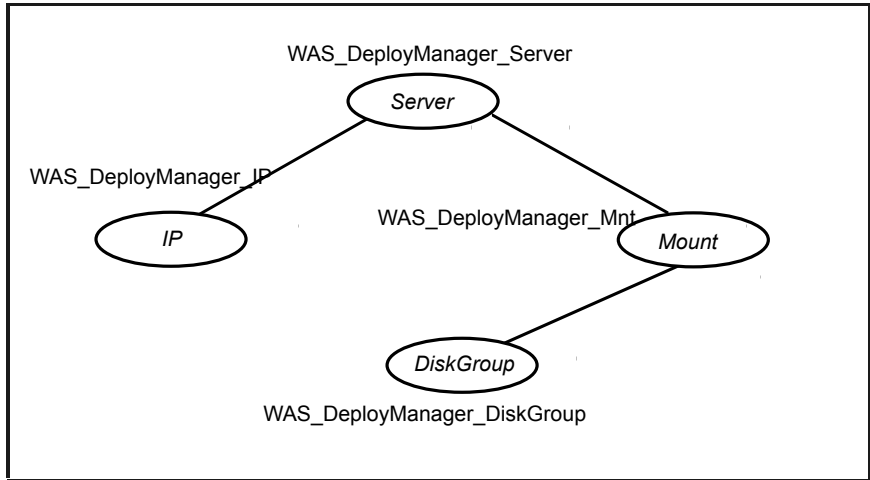 WAS_DeployManager_Server
Server
WAS_DeployManager_IP
IP
WAS_DeployManager_Mnt
Mount
DiskGroup
WAS_DeployManager_DiskGroup